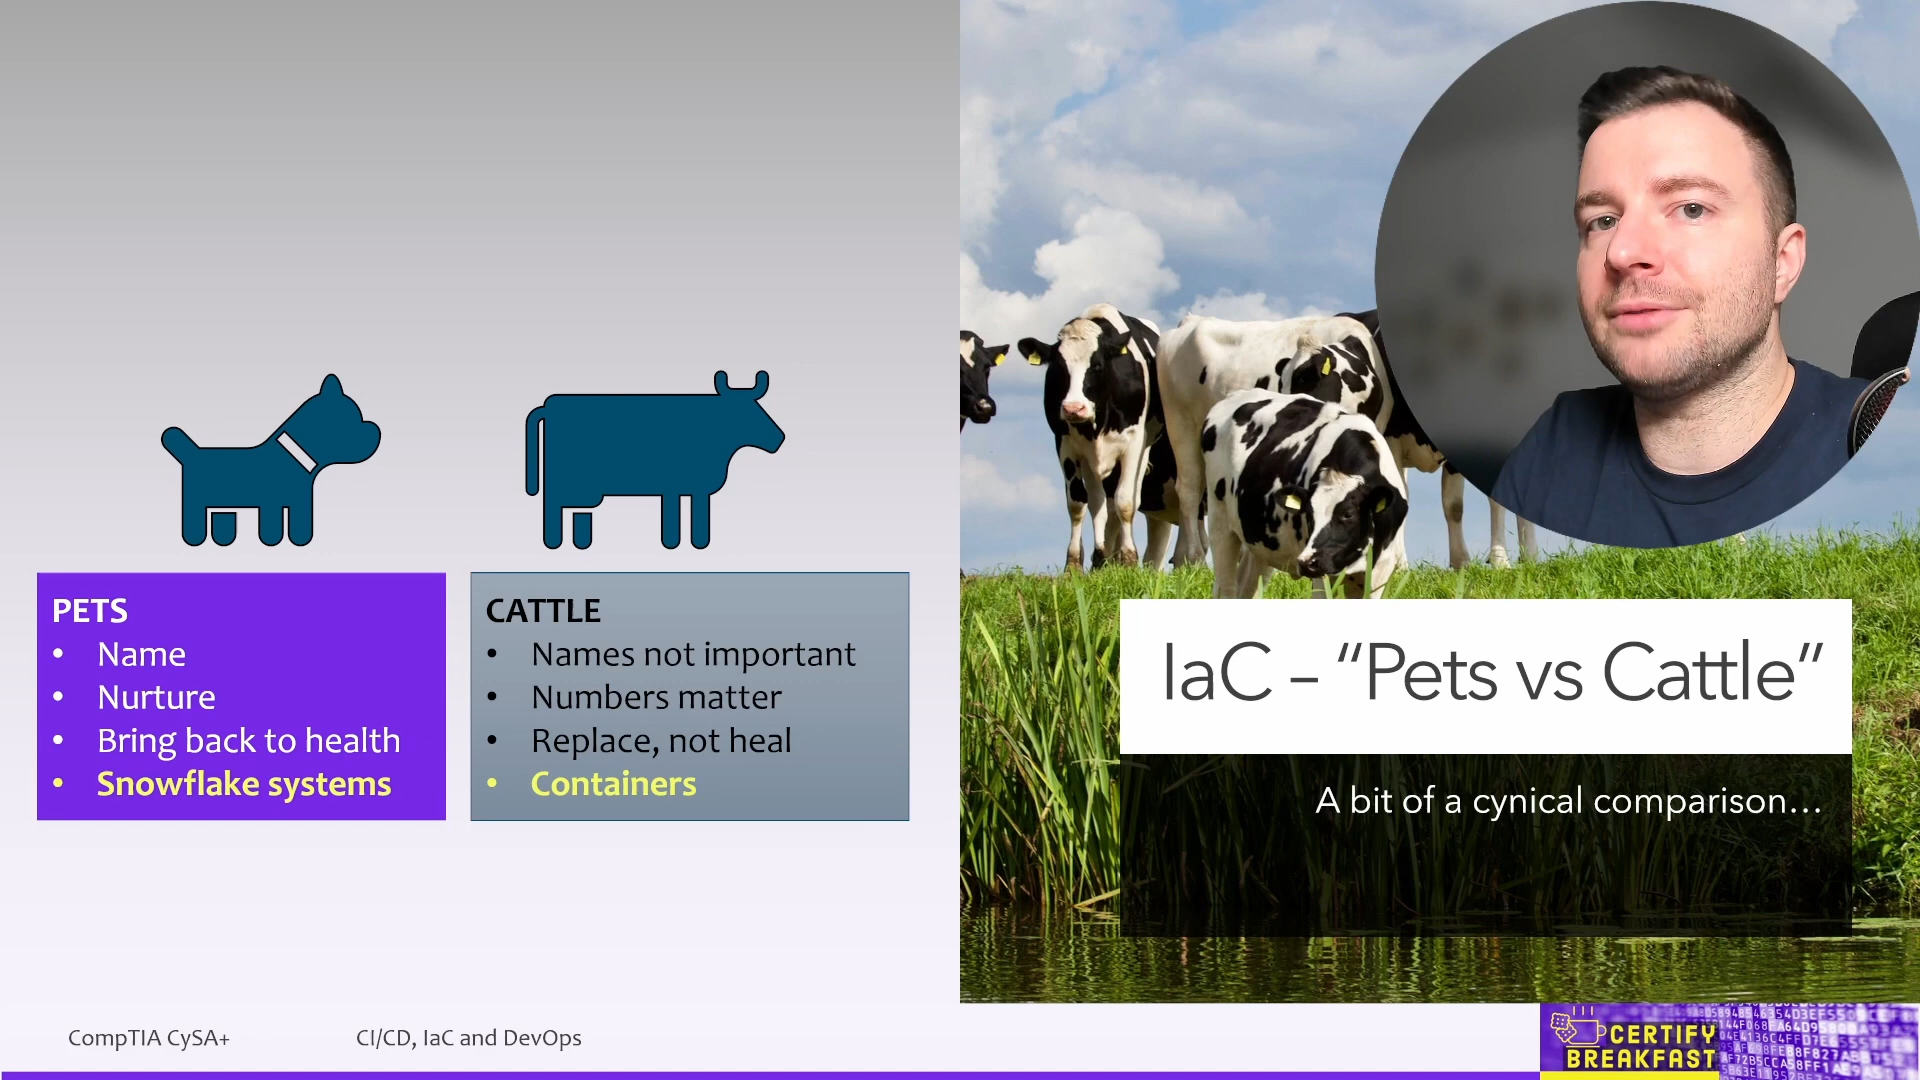 PETS
• Name
• Nurture
• Bring back to health
• Snowflake systems
CATTLE
• Names not important
• Numbers matter
• Replace, not heal
• Containers
IaC – “Pets vs Cattle”
A bit of a cynical comparison…
CompTIA CySA+
CI/CD, IaC and DevOps
CERTIFY
BREAKFAST